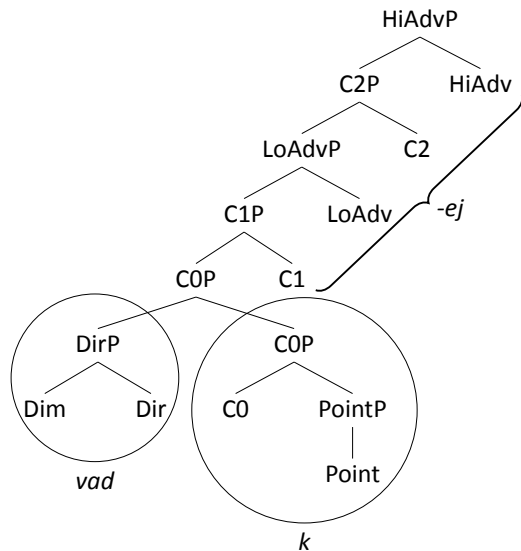 HiAdvP
C2P HiAdv
LoAdvP C2
C1P LoAdv -ej
C0P C1
DirP C0P
Dim Dir C0 PointP
Point
vad
k